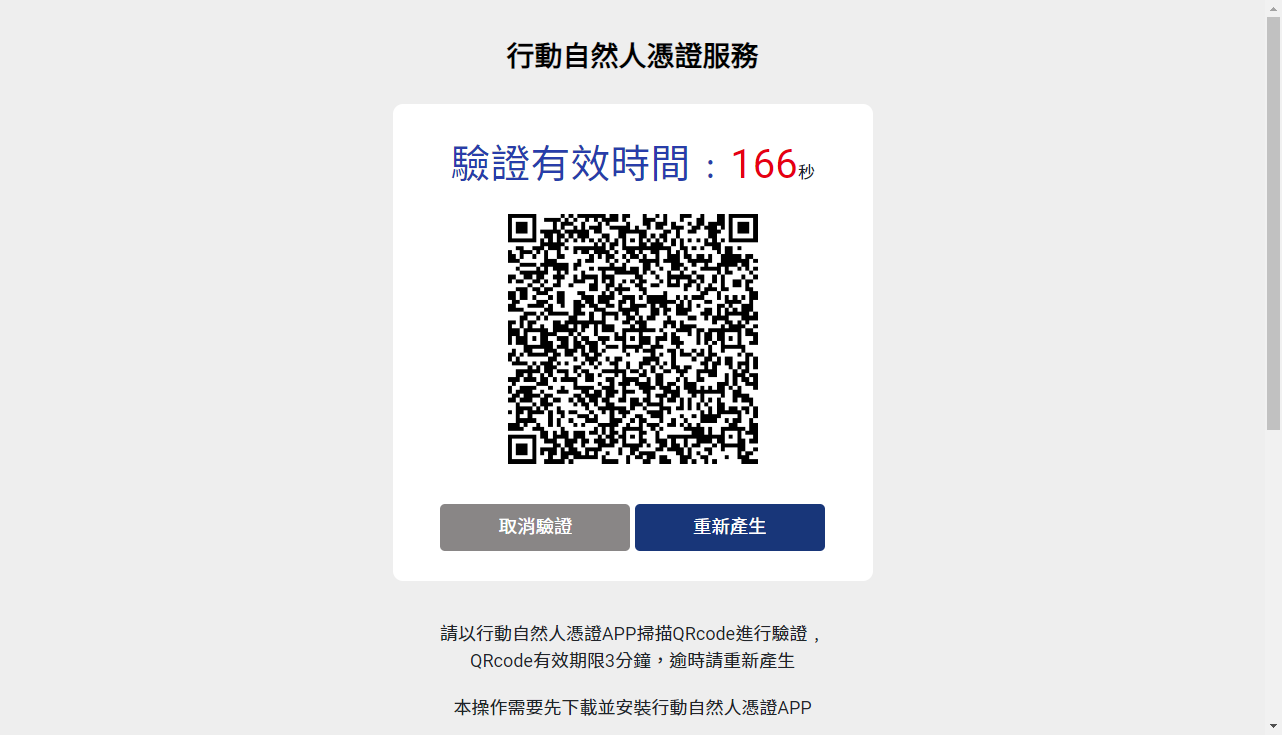 行動自然人憑證服務
驗證有效時間：166秒
取消驗證
重新產生
請以行動自然人憑證APP掃描QRcode進行驗證，
QRcode有效期限3分鐘，逾時請重新產生
本操作需要先下載並安裝行動自然人憑證APP